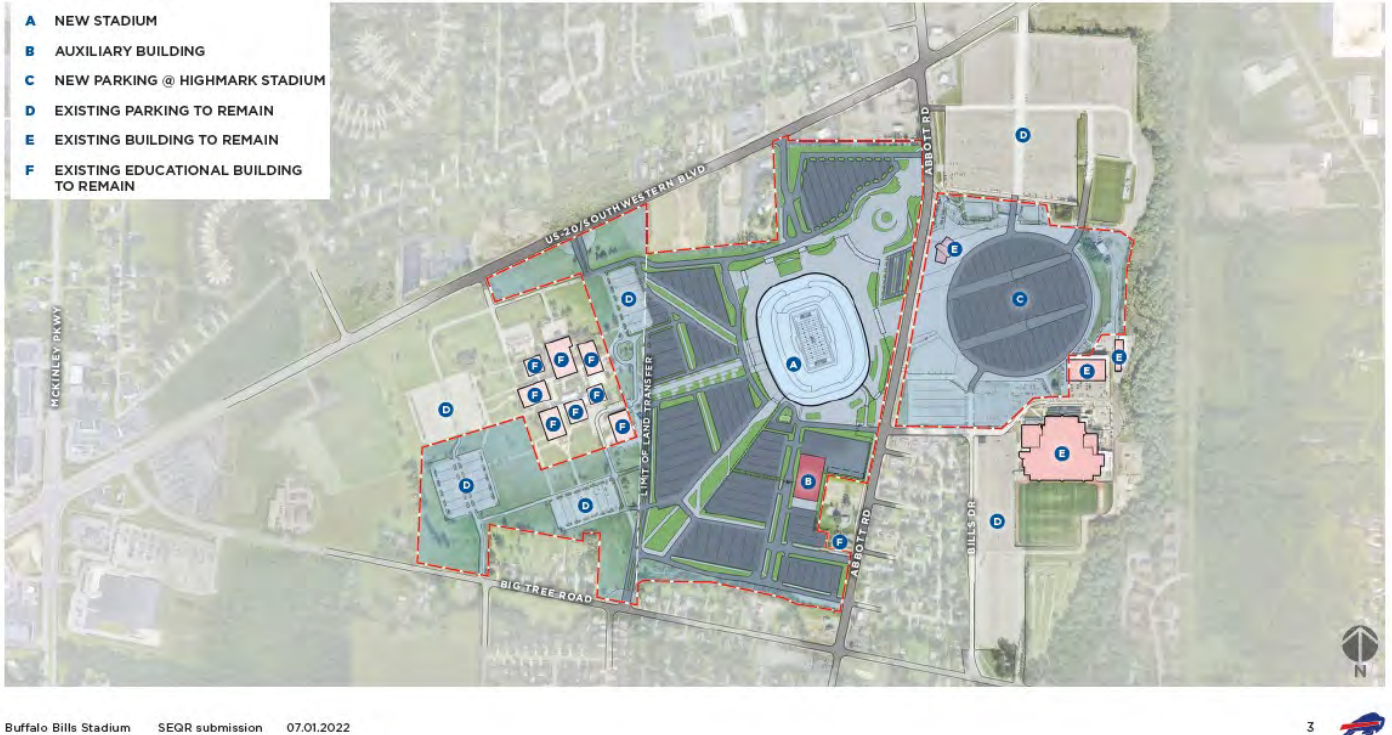 A NEW STADIUM
B AUXILIARY BUILDING
C NEW PARKING @ HIGHMARK STADIUM
D EXISTING PARKING TO REMAIN
E EXISTING BUILDING TO REMAIN
F EXISTING EDUCATIONAL BUILDING
TO REMAIN
US-20/SOUTHWESTERN BLVD
ABBOTT RD
D
E
C
D
MCKINLEY PKWY
LIMIT OF LAND TRANSFER
A
F
F
F
E
E
F
F
D
F
F
F
E
D
B
D
BILLS DR
D
F
ABBOTT RD
BIG TREE ROAD
N
Buffalo Bills Stadium SEQR submission 07.01.2022
3